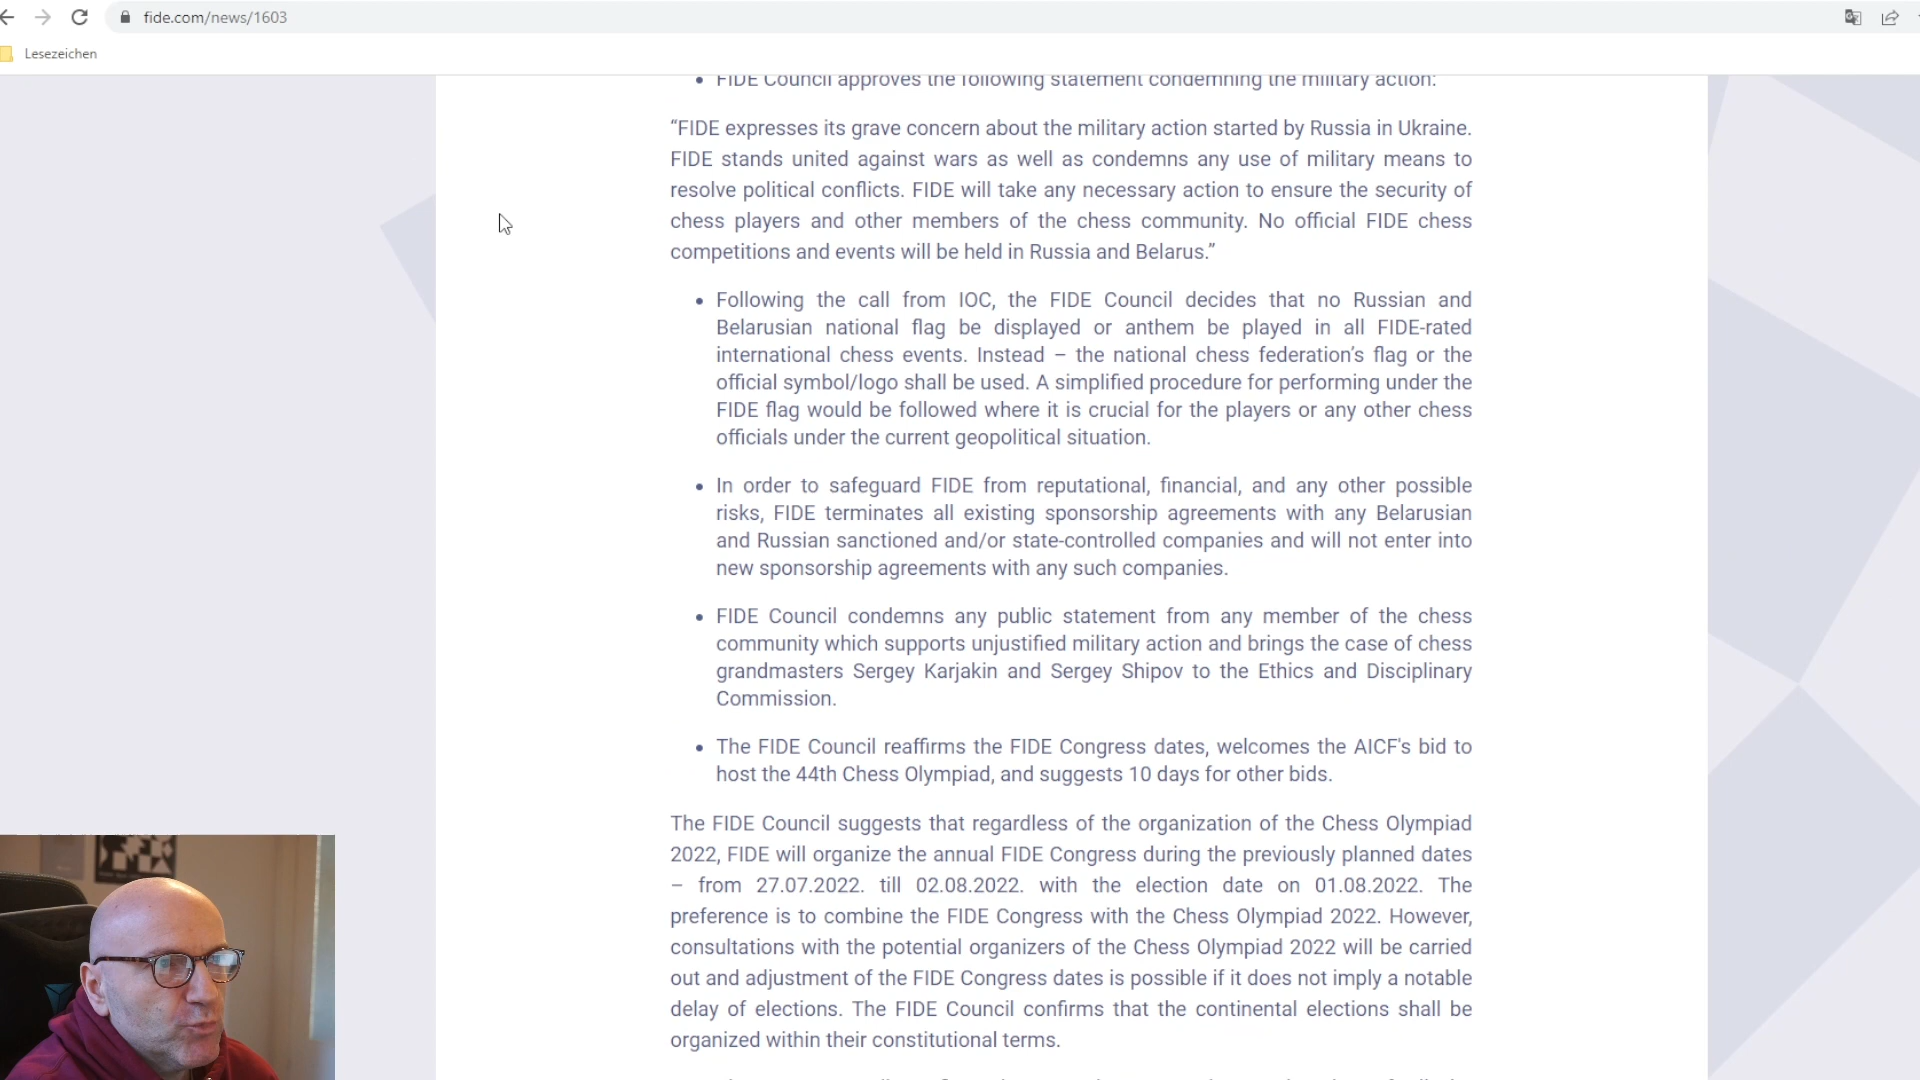 fide.com/news/1603
Lesezeichen
• FIDE Council approves the following statement condemning the military action:
“FIDE expresses its grave concern about the military action started by Russia in Ukraine.
FIDE stands united against wars as well as condemns any use of military means to
resolve political conflicts. FIDE will take any necessary action to ensure the security of
chess players and other members of the chess community. No official FIDE chess
competitions and events will be held in Russia and Belarus.”
• Following the call from IOC, the FIDE Council decides that no Russian and
Belarusian national flag be displayed or anthem be played in all FIDE-rated
international chess events. Instead – the national chess federation’s flag or the
official symbol/logo shall be used. A simplified procedure for performing under the
FIDE flag would be followed where it is crucial for the players or any other chess
officials under the current geopolitical situation.
• In order to safeguard FIDE from reputational, financial, and any other possible
risks, FIDE terminates all existing sponsorship agreements with any Belarusian
and Russian sanctioned and/or state-controlled companies and will not enter into
new sponsorship agreements with any such companies.
• FIDE Council condemns any public statement from any member of the chess
community which supports unjustified military action and brings the case of chess
grandmasters Sergey Karjakin and Sergey Shipov to the Ethics and Disciplinary
Commission.
• The FIDE Council reaffirms the FIDE Congress dates, welcomes the AICF's bid to
host the 44th Chess Olympiad, and suggests 10 days for other bids.
The FIDE Council suggests that regardless of the organization of the Chess Olympiad
2022, FIDE will organize the annual FIDE Congress during the previously planned dates
– from 27.07.2022. till 02.08.2022. with the election date on 01.08.2022. The
preference is to combine the FIDE Congress with the Chess Olympiad 2022. However,
consultations with the potential organizers of the Chess Olympiad 2022 will be carried
out and adjustment of the FIDE Congress dates is possible if it does not imply a notable
delay of elections. The FIDE Council confirms that the continental elections shall be
organized within their constitutional terms.